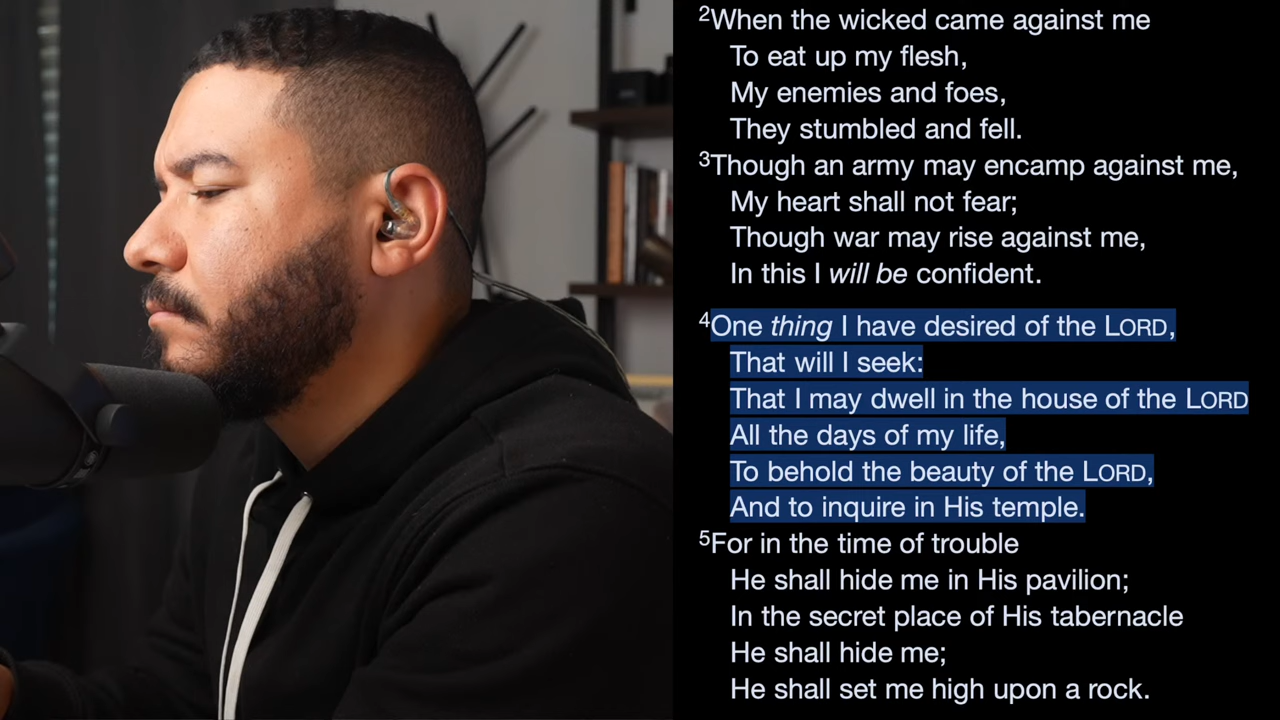 2When the wicked came against me
To eat up my flesh,
My enemies and foes,
They stumbled and fell.
3Though an army may encamp against me,
My heart shall not fear;
Though war may rise against me,
In this I will be confident.
4One thing I have desired of the LORD,
That will I seek:
That I may dwell in the house of the LORD
All the days of my life,
To behold the beauty of the LORD,
And to inquire in His temple.
5For in the time of trouble
He shall hide me in His pavilion;
In the secret place of His tabernacle
He shall hide me;
He shall set me high upon a rock.